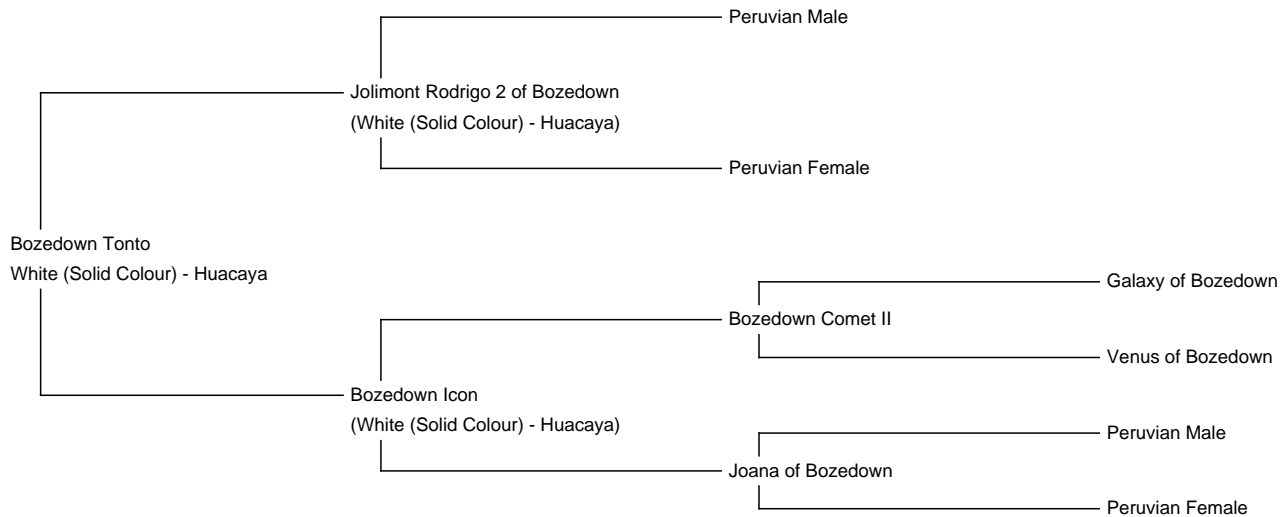 Peruvian Male
Jolimont Rodrigo 2 of Bozedown
(White (Solid Colour) - Huacaya)
Peruvian Female
Bozedown Tonto
White (Solid Colour) - Huacaya
Galaxy of Bozedown
Bozedown Comet II
Venus of Bozedown
Bozedown Icon
(White (Solid Colour) - Huacaya)
Peruvian Male
Joana of Bozedown
Peruvian Female